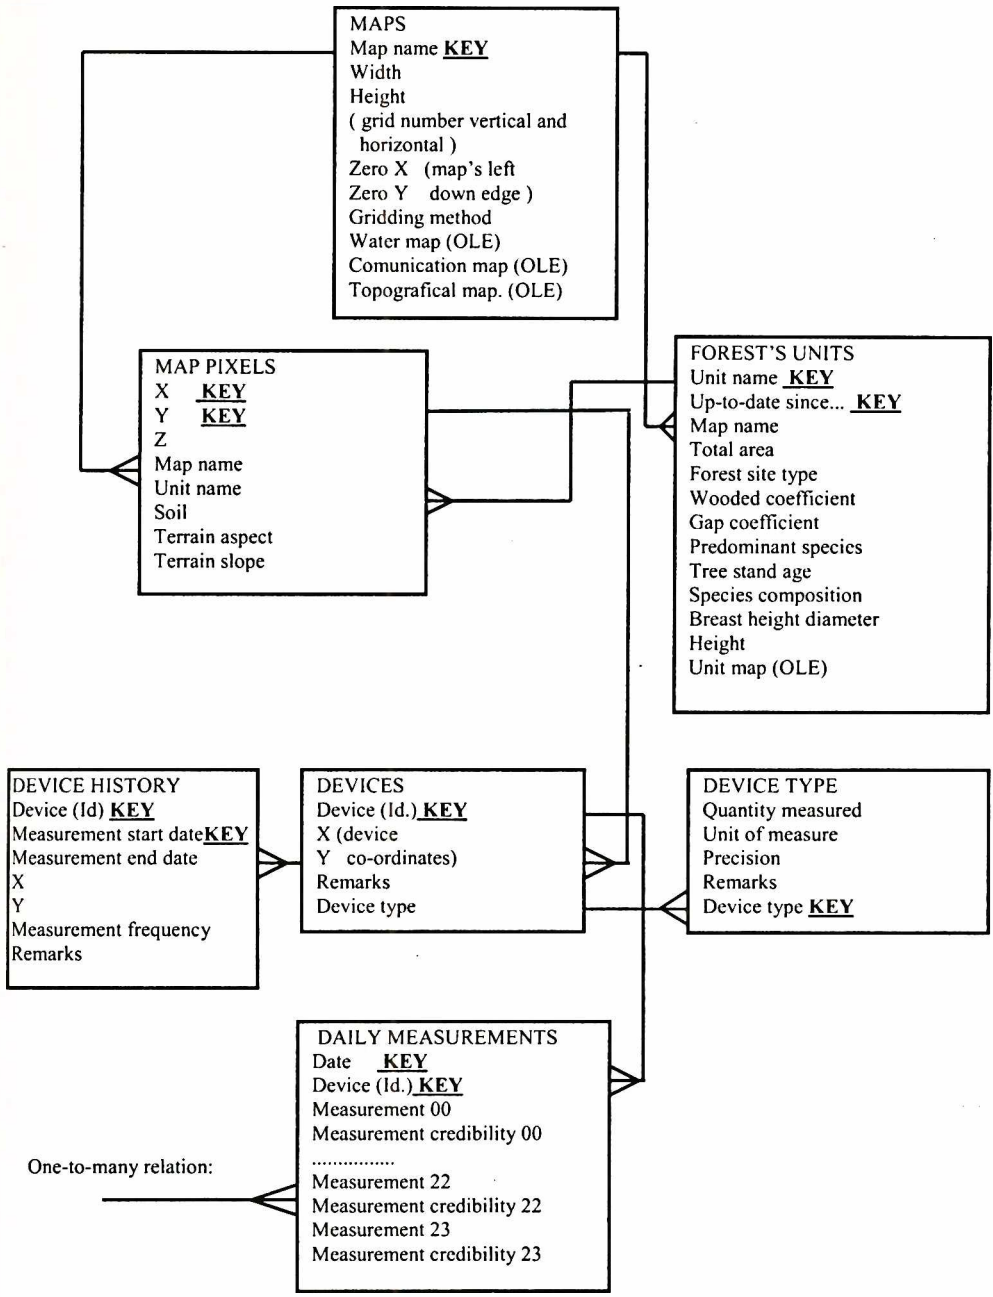 MAPS
Map name KEY
Width
Height
( grid number vertical and
horizontal )
Zero X (map's left
Zero Y down edge )
Gridding method
Water map (OLE)
Comunication map (OLE)
Topografical map. (OLE)
MAP PIXELS
X KEY
Y KEY
Z
Map name
Unit name
Soil
Terrain aspect
Terrain slope
FOREST'S UNITS
Unit name KEY
Up-to-date since... KEY
Map name
Total area
Forest site type
Wooded coefficient
Gap coefficient
Predominant species
Tree stand age
Species composition
Breast height diameter
Height
Unit map (OLE)
DEVICE HISTORY
Device (Id) KEY
Measurement start date KEY
Measurement end date
X
Y
Measurement frequency
Remarks
DEVICES
Device (Id.) KEY
X (device
Y co-ordinates)
Remarks
Device type
DEVICE TYPE
Quantity measured
Unit of measure
Precision
Remarks
Device type KEY
DAILY MEASUREMENTS
Date KEY
Device (Id.) KEY
Measurement 00
Measurement credibility 00
................
Measurement 22
Measurement credibility 22
Measurement 23
Measurement credibility 23
One-to-many relation: